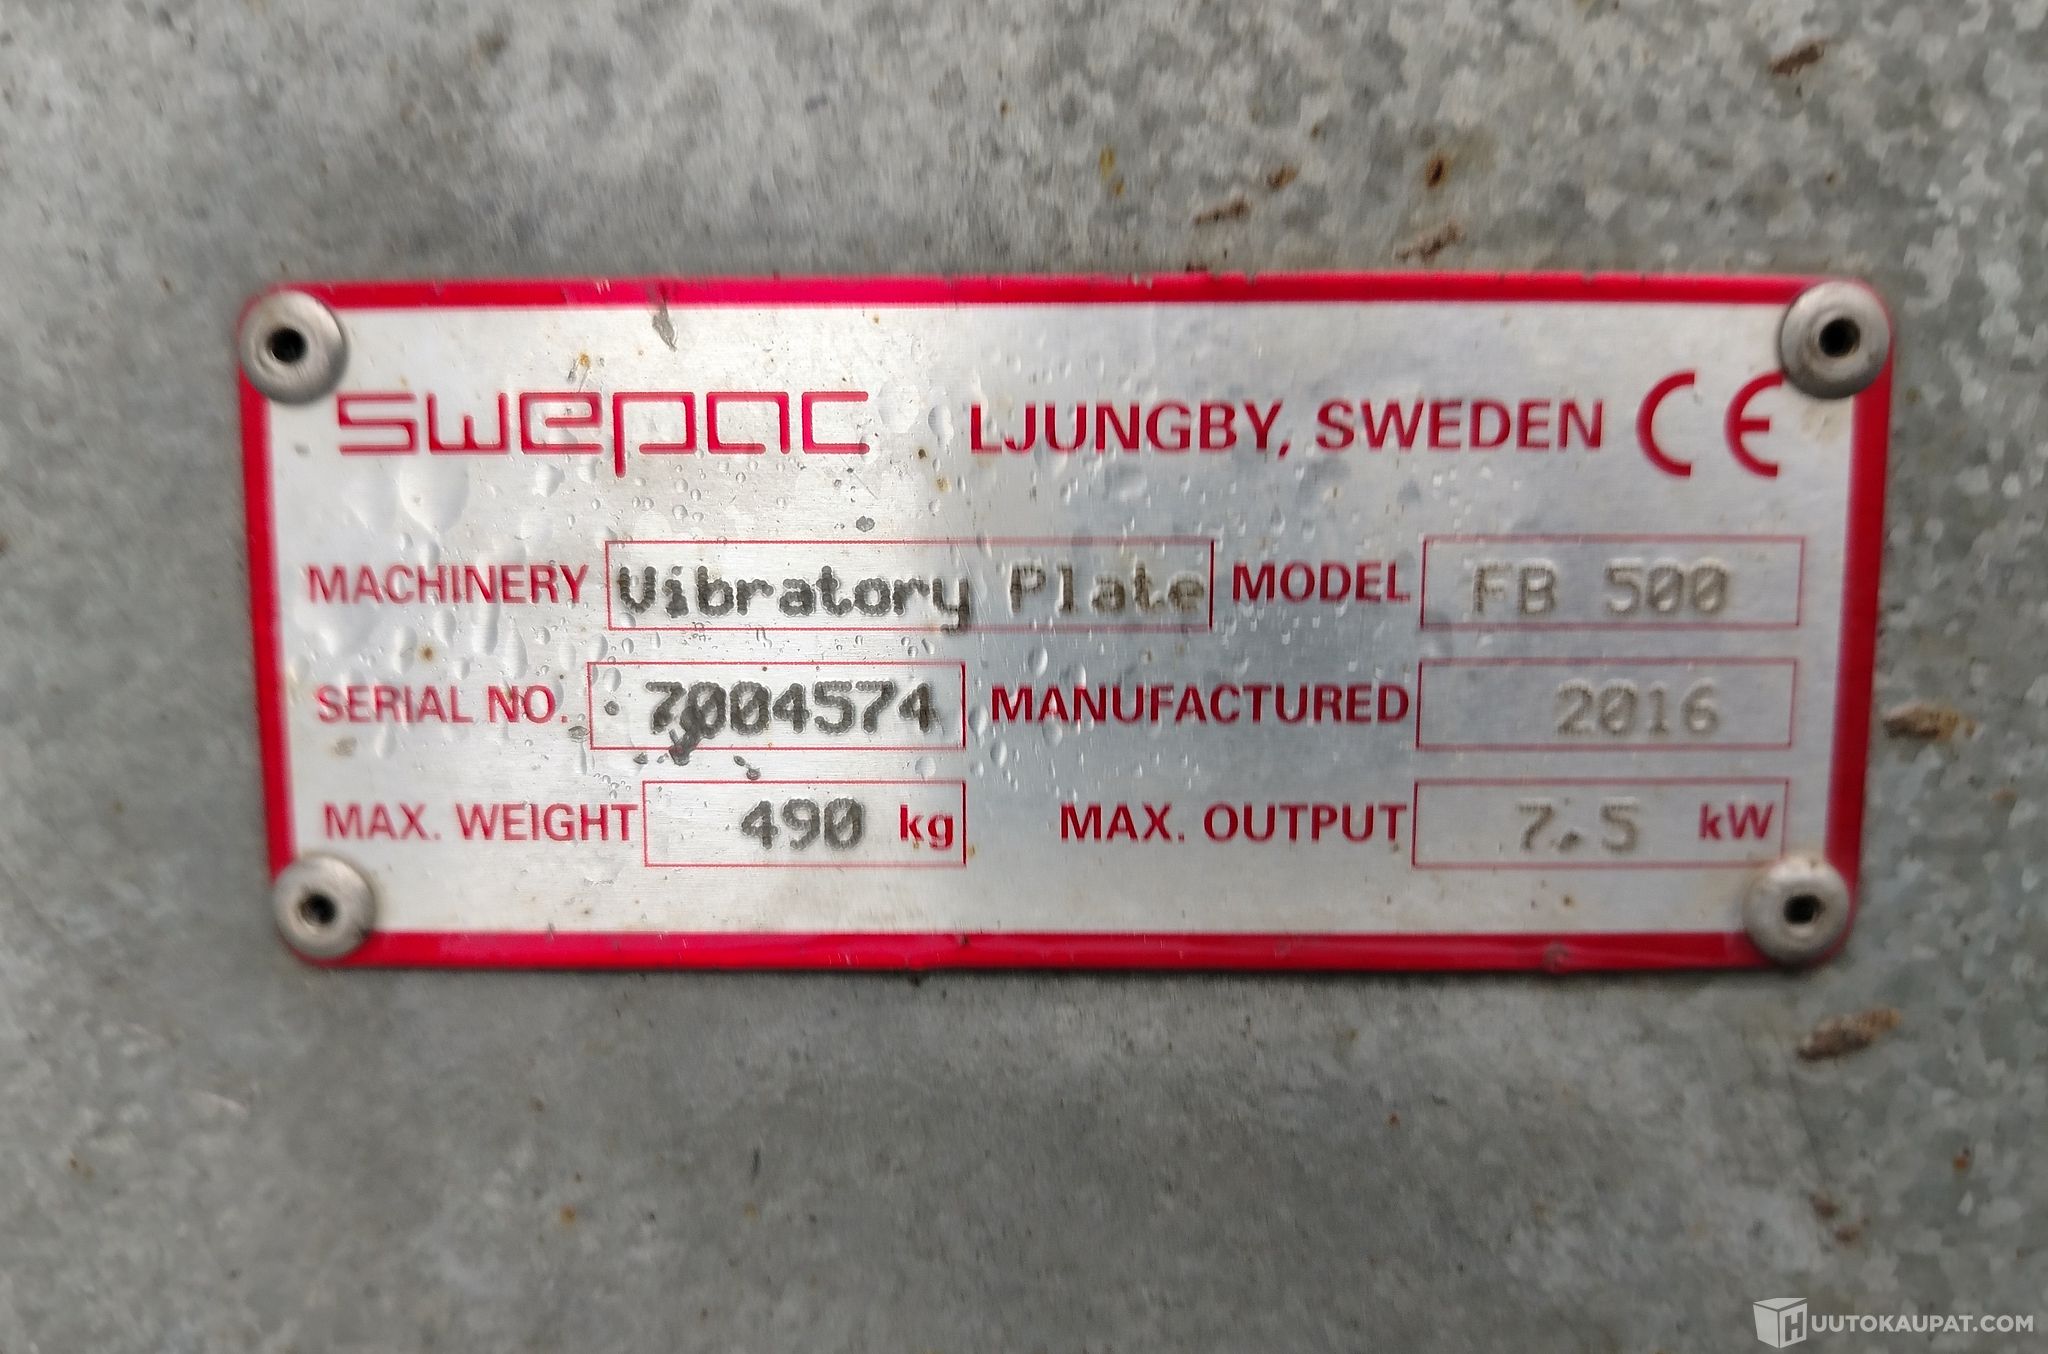 swepac LJUNGBY, SWEDEN CE
MACHINERY Vibratory Plate MODEL FB 500
SERIAL NO. 7004574 MANUFACTURED 2016
MAX. WEIGHT 490 kg MAX. OUTPUT 7.5 kW
HUUTOKAUPAT.COM